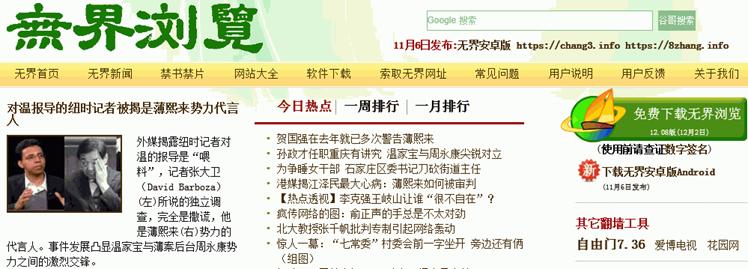 無界浏覽
Google 搜索
谷哥搜索
11月6日发布:无界安卓版 https://chang3.info https://8zhang.info
无界首页 无界新闻 禁书禁片 网站大全 软件下载 索取无界网址 常见问题 用户说明 用户反馈 关于我们
对温报导的纽时记者被揭是薄熙来势力代言
人
外媒揭露纽时记者对
温的报导是“喂
料”,记者张大卫
(David Barboza)
(左)所说的独立调
查,完全是撒谎,他
是薄熙来(右)势力的
代言人。事件发展凸显温家宝与薄案后台周永康势
力之间的激烈交锋。
今日热点 | 一周排行 | 一月排行
贺国强在去年就已多次警告薄熙来
孙政才任职重庆有讲究 温家宝与周永康尖锐对立
为争睡女干部 石家庄区委书记刀砍街道主任
港媒揭江泽民最大心病:薄熙来如何被审判
【热点透视】李克强王岐山让谁“很不自在”？
疯传网络的图:俞正声的手总是不太对劲
北大教授张千帆批专制引起网络轰动
惊人一幕:“七常委”村委会前一字坐开 旁边还有俩
(组图)
免费下载无界浏览
12.08版(12月2日)
(使用前请查证数字签名)
新
下载无界安卓版Android
(11月6日发布)
其它翻墙工具
自由门7.36 爱博电视 花园网